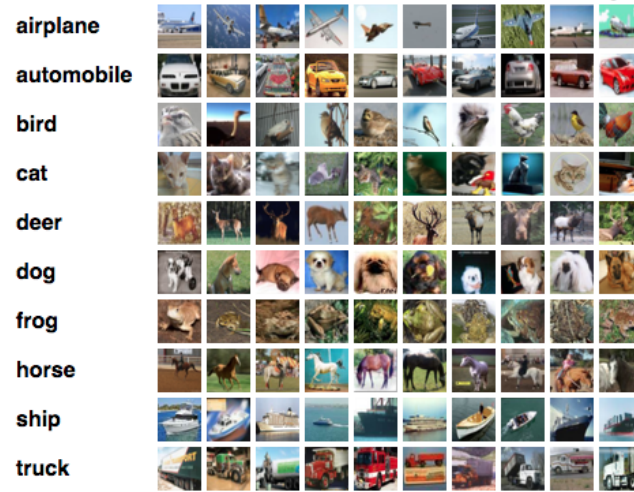 airplane
automobile
bird
cat
deer
dog
frog
horse
ship
truck